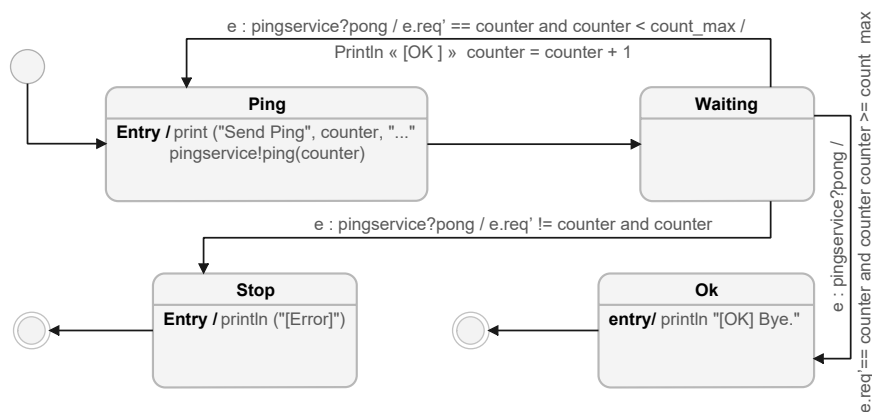 e : pingservice?pong / e.req’ == counter and counter < count_max /
Println « [OK ] »  counter = counter + 1
Ping
Entry / print ("Send Ping", counter, "..."
pingservice!ping(counter)
Waiting
e : pingservice?pong /
e.req’== counter and counter counter >= count_max
e : pingservice?pong / e.req’ != counter and counter
Stop
Entry / println ("[Error]")
Ok
entry/ println "[OK] Bye."